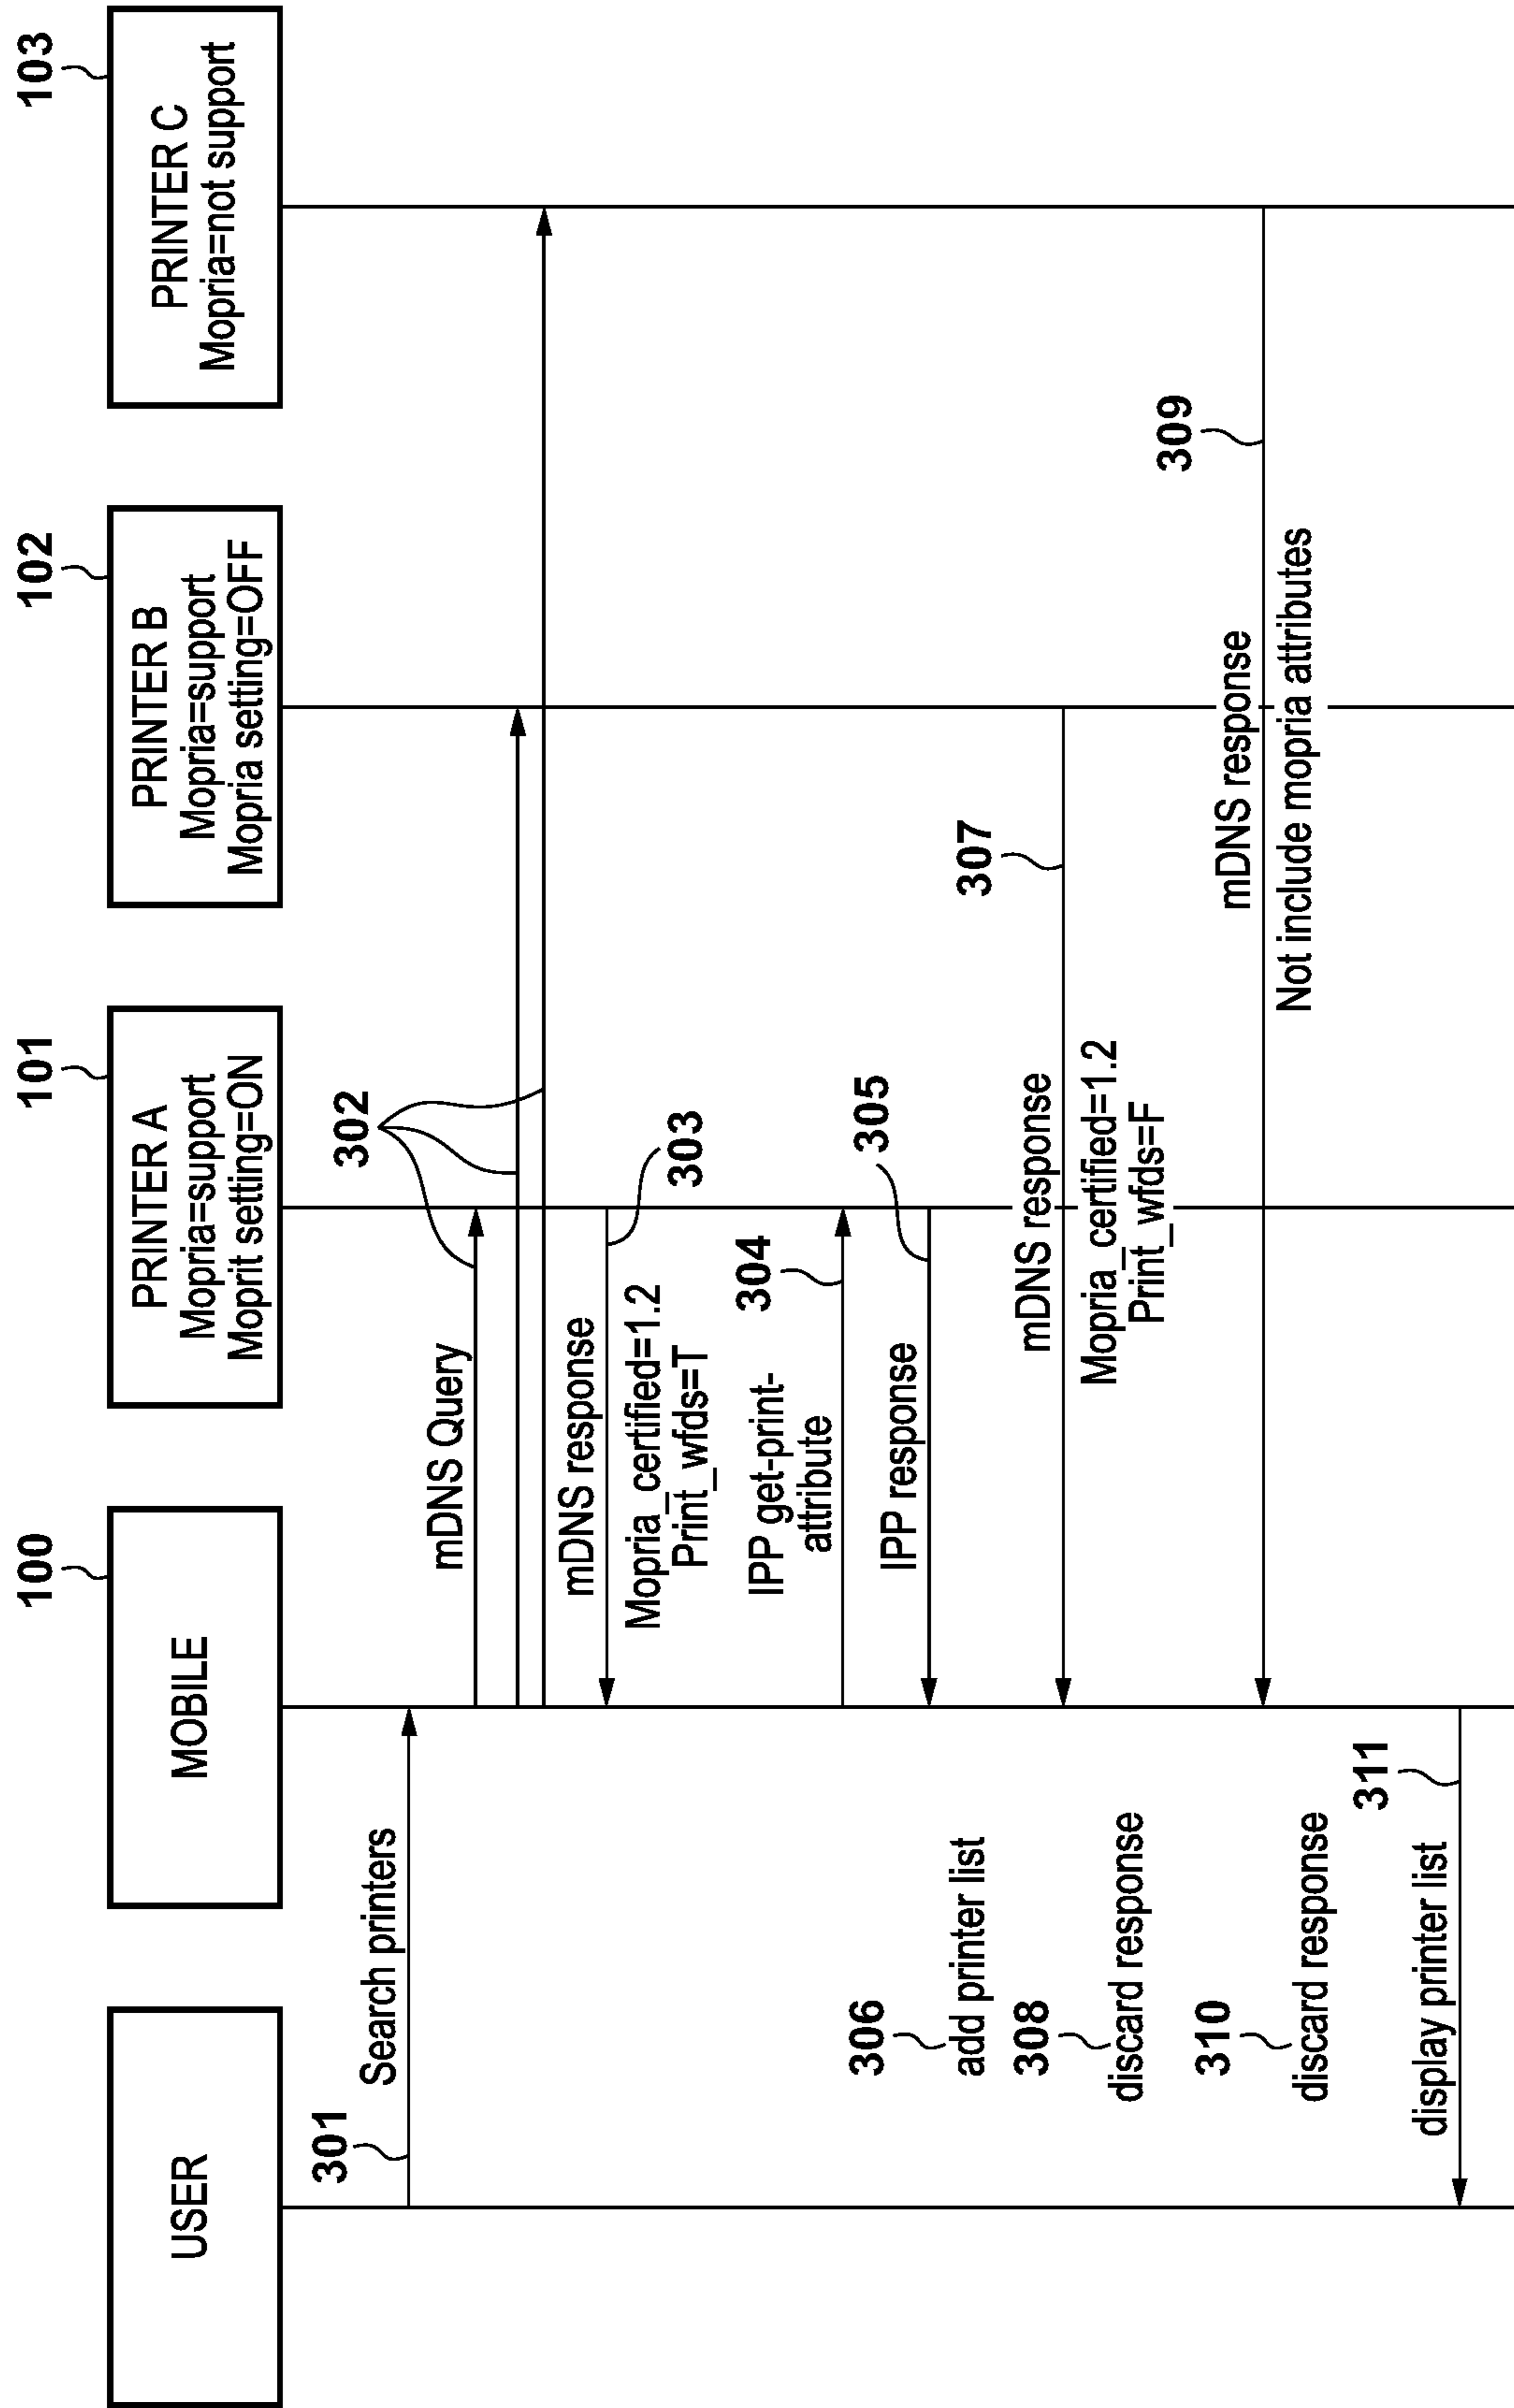 USER
100
MOBILE
101
PRINTER A
Mopria=support
Moprit setting=ON
102
PRINTER B
Mopria=support
Mopria setting=OFF
103
PRINTER C
Mopria=not support
301
Search printers
302
mDNS Query
mDNS response
303
Mopria_certified=1.2
Print_wfds=T
304
IPP get-print-
attribute
305
IPP response
306
add printer list
307
mDNS response
Mopria_certified=1.2
Print_wfds=F
308
discard response
309
mDNS response
Not include mopria attributes
310
discard response
311
display printer list